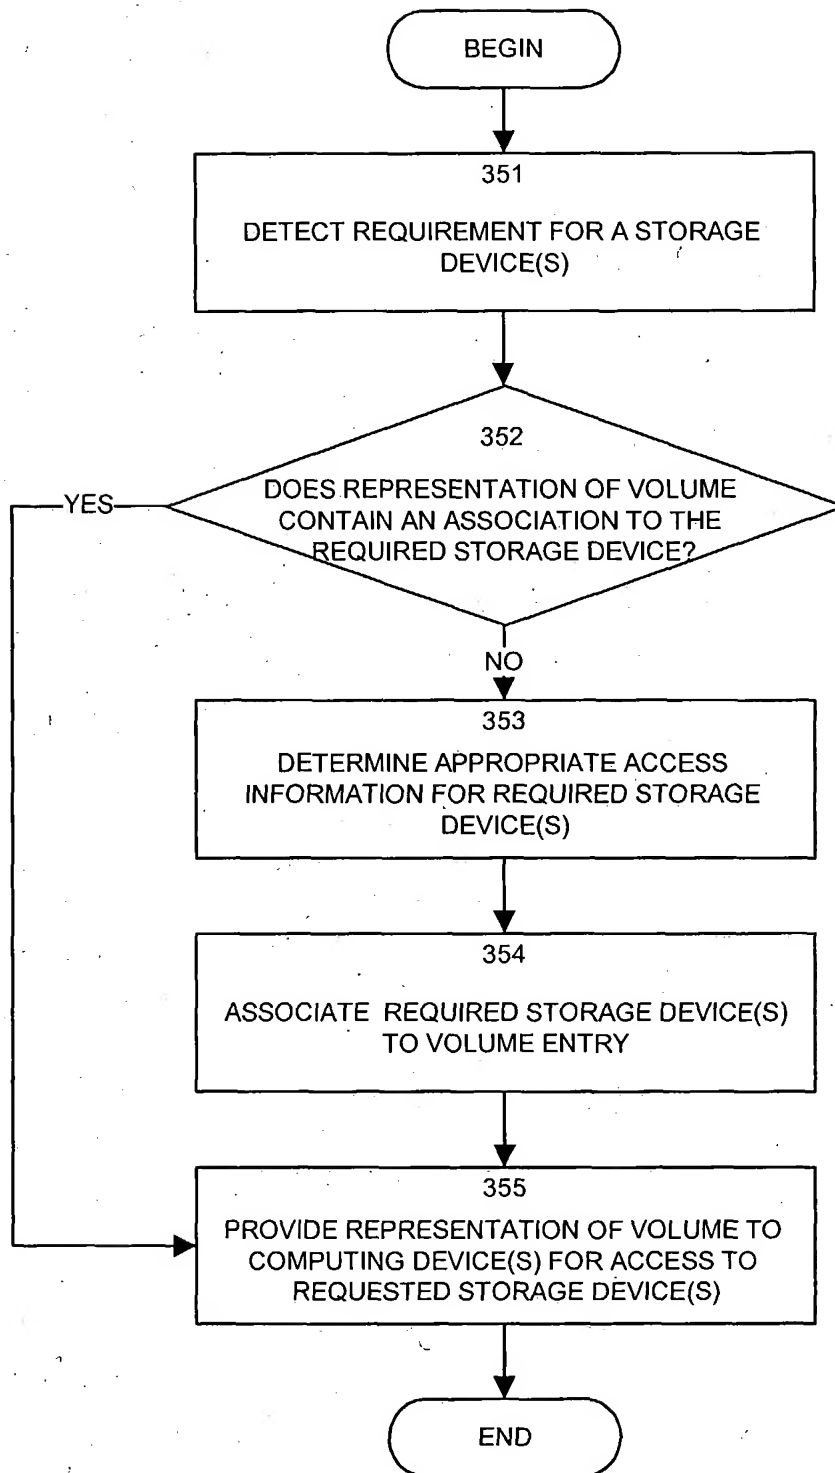 BEGIN
351
DETECT REQUIREMENT FOR A STORAGE
DEVICE(S)
352
DOES REPRESENTATION OF VOLUME
CONTAIN AN ASSOCIATION TO THE
REQUIRED STORAGE DEVICE?
YES
NO
353
DETERMINE APPROPRIATE ACCESS
INFORMATION FOR REQUIRED STORAGE
DEVICE(S)
354
ASSOCIATE REQUIRED STORAGE DEVICE(S)
TO VOLUME ENTRY
355
PROVIDE REPRESENTATION OF VOLUME TO
COMPUTING DEVICE(S) FOR ACCESS TO
REQUESTED STORAGE DEVICE(S)
END